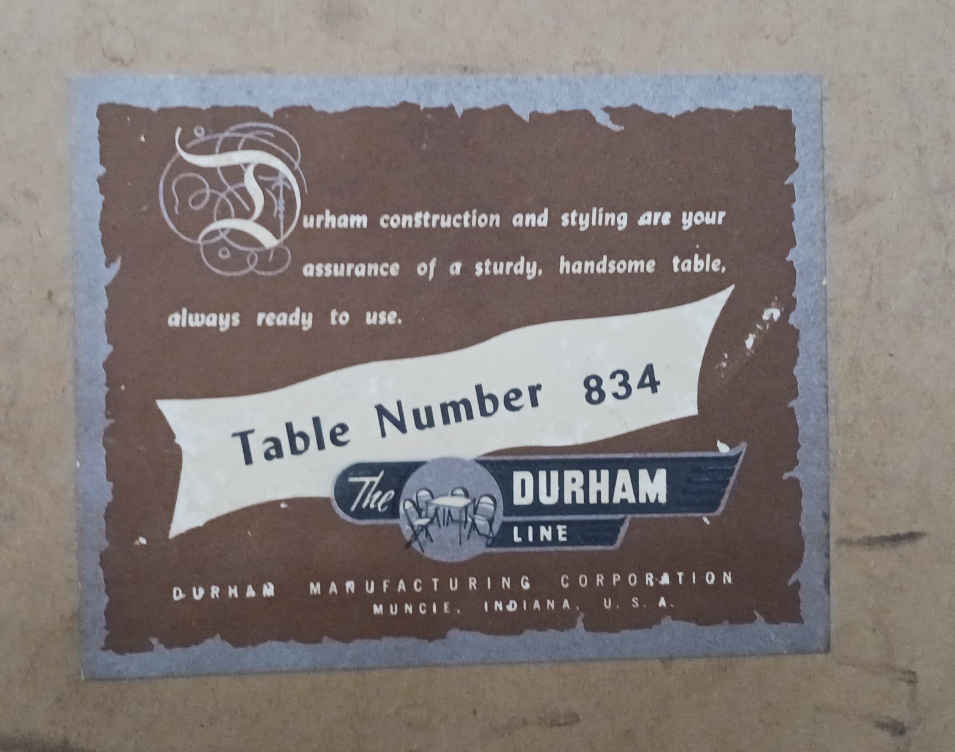 Durham construction and styling are your
assurance of a sturdy, handsome table,
always ready to use.
Table Number 834
The DURHAM
LINE
DURHAM MANUFACTURING CORPORATION
MUNCIE, INDIANA, U. S. A.